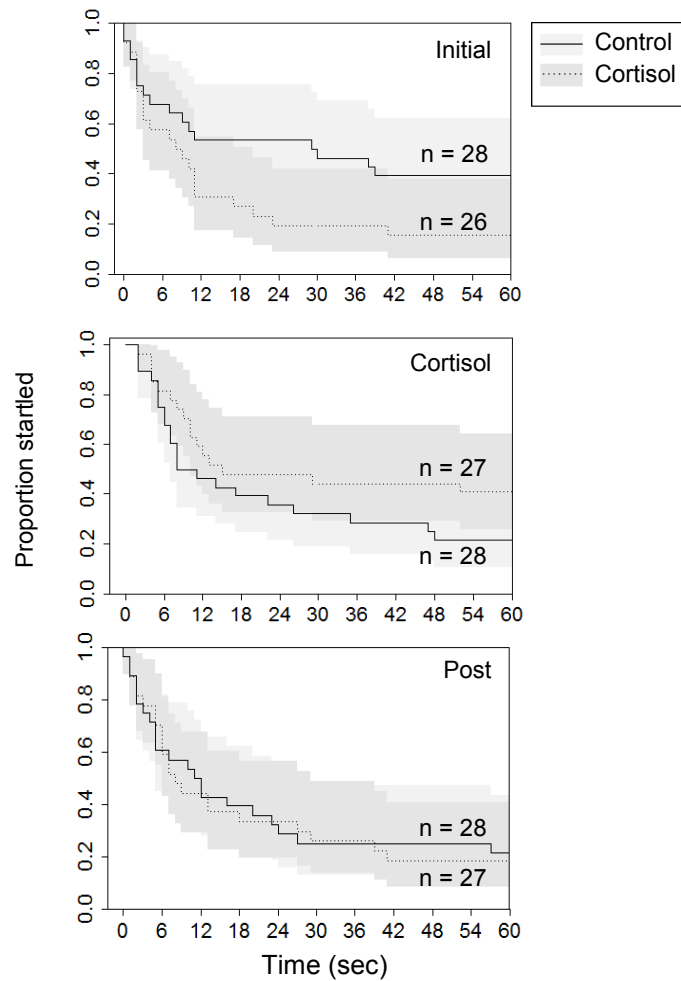 Initial
Control
Cortisol
n = 28
n = 26
0.0 0.2 0.4 0.6 0.8 1.0
0 6 12 18 24 30 36 42 48 54 60
Cortisol
n = 27
n = 28
0.0 0.2 0.4 0.6 0.8 1.0
0 6 12 18 24 30 36 42 48 54 60
Proportion startled
Post
n = 28
n = 27
0.0 0.2 0.4 0.6 0.8 1.0
0 6 12 18 24 30 36 42 48 54 60
Time (sec)